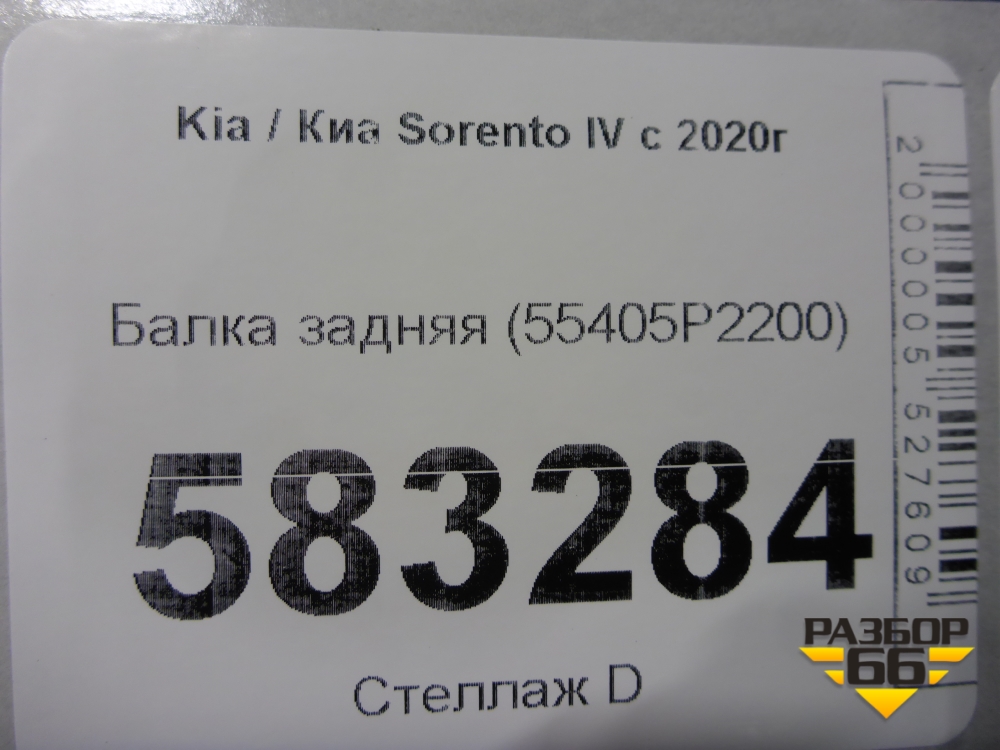 Kia / Киа Sorento IV с 2020г
Балка задняя (55405P2200)
583284
Стеллаж D
2000005527609
РАЗБОР
66